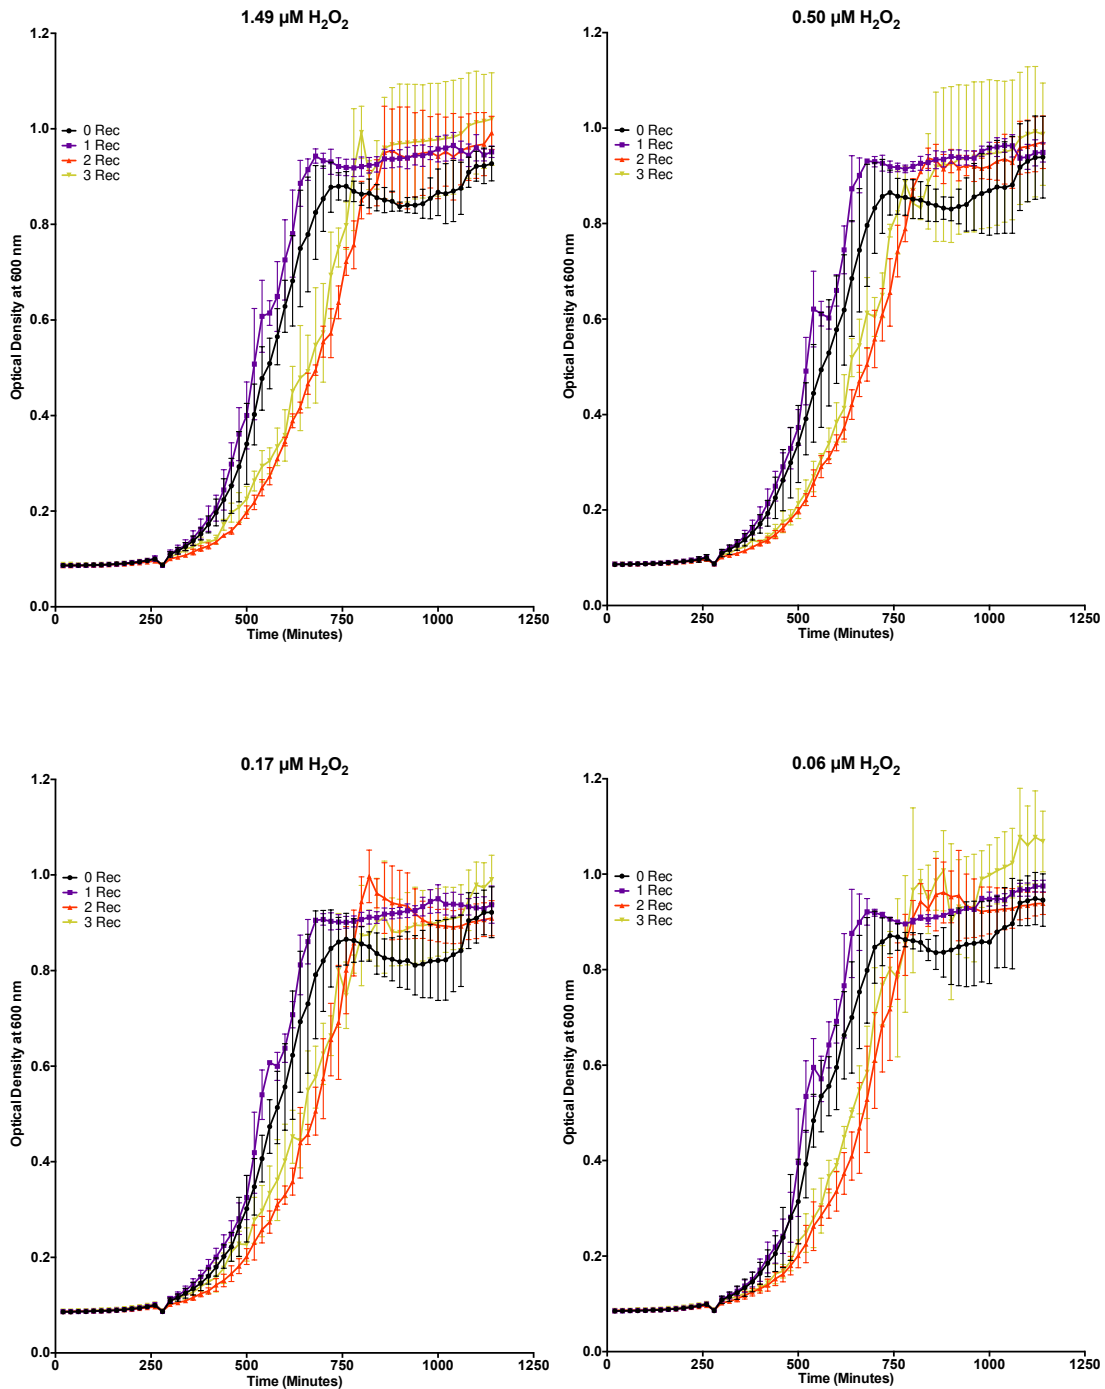 1.49 µM H₂O₂
1.2
1.0
0.8
0.6
0.4
0.2
0.0
Optical Density at 600 nm
0 Rec
1 Rec
2 Rec
3 Rec
0 250 500 750 1000 1250
Time (Minutes)
0.50 µM H₂O₂
1.2
1.0
0.8
0.6
0.4
0.2
0.0
Optical Density at 600 nm
0 Rec
1 Rec
2 Rec
3 Rec
0 250 500 750 1000 1250
Time (Minutes)
0.17 µM H₂O₂
1.2
1.0
0.8
0.6
0.4
0.2
0.0
Optical Density at 600 nm
0 Rec
1 Rec
2 Rec
3 Rec
0 250 500 750 1000 1250
Time (Minutes)
0.06 µM H₂O₂
1.2
1.0
0.8
0.6
0.4
0.2
0.0
Optical Density at 600 nm
0 Rec
1 Rec
2 Rec
3 Rec
0 250 500 750 1000 1250
Time (Minutes)